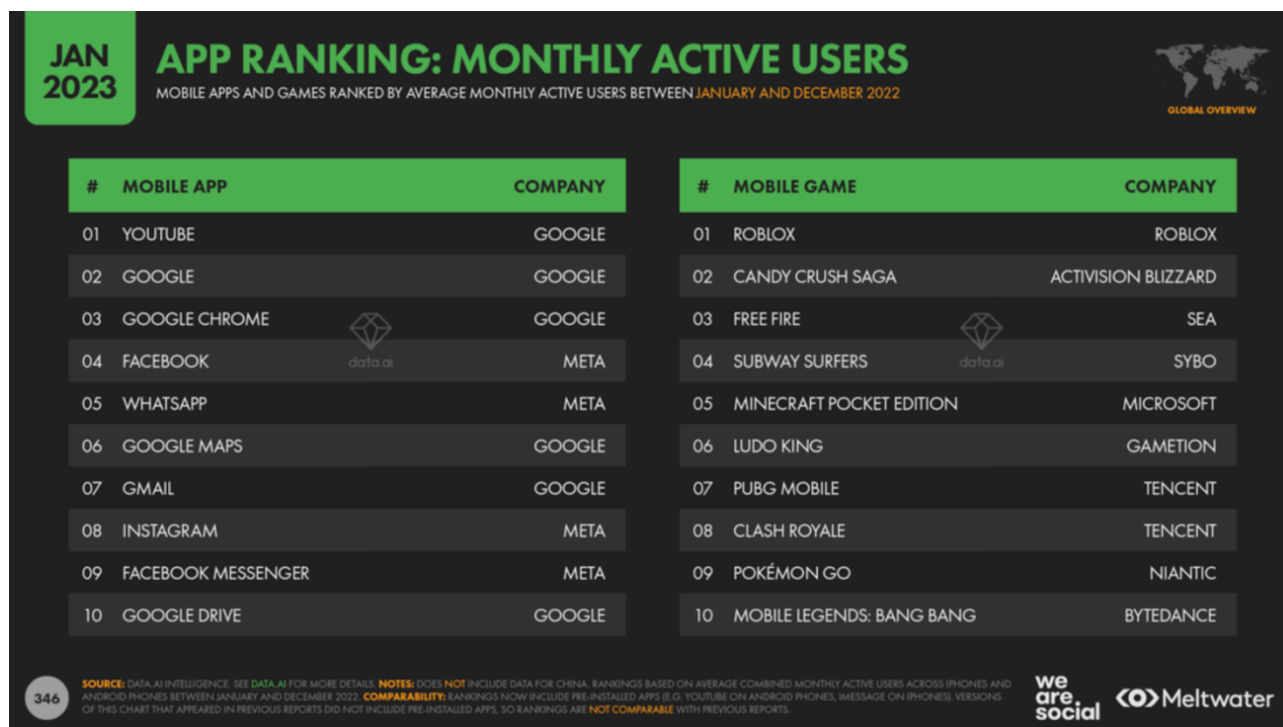 JAN
2023
APP RANKING: MONTHLY ACTIVE USERS
MOBILE APPS AND GAMES RANKED BY AVERAGE MONTHLY ACTIVE USERS BETWEEN JANUARY AND DECEMBER 2022
GLOBAL OVERVIEW
# MOBILE APP COMPANY
01 YOUTUBE GOOGLE
02 GOOGLE GOOGLE
03 GOOGLE CHROME GOOGLE
04 FACEBOOK META
05 WHATSAPP META
06 GOOGLE MAPS GOOGLE
07 GMAIL GOOGLE
08 INSTAGRAM META
09 FACEBOOK MESSENGER META
10 GOOGLE DRIVE GOOGLE
data.ai
# MOBILE GAME COMPANY
01 ROBLOX ROBLOX
02 CANDY CRUSH SAGA ACTIVISION BLIZZARD
03 FREE FIRE SEA
04 SUBWAY SURFERS SYBO
05 MINECRAFT POCKET EDITION MICROSOFT
06 LUDO KING GAMETION
07 PUBG MOBILE TENCENT
08 CLASH ROYALE TENCENT
09 POKÉMON GO NIANTIC
10 MOBILE LEGENDS: BANG BANG BYTEDANCE
data.ai
346
SOURCE: DATA.AI INTELLIGENCE. SEE DATA.AI FOR MORE DETAILS. NOTES: DOES NOT INCLUDE DATA FOR CHINA. RANKINGS BASED ON AVERAGE COMBINED MONTHLY ACTIVE USERS ACROSS IPHONES AND
ANDROID PHONES BETWEEN JANUARY AND DECEMBER 2022. COMPARABILITY: RANKINGS NOW INCLUDE PRE-INSTALLED APPS (E.G. YOUTUBE ON ANDROID PHONES, IMESSAGE ON IPHONES). VERSIONS
OF THIS CHART THAT APPEARED IN PREVIOUS REPORTS DID NOT INCLUDE PRE-INSTALLED APPS, SO RANKINGS ARE NOT COMPARABLE WITH PREVIOUS REPORTS.
we
are.
social
Meltwater